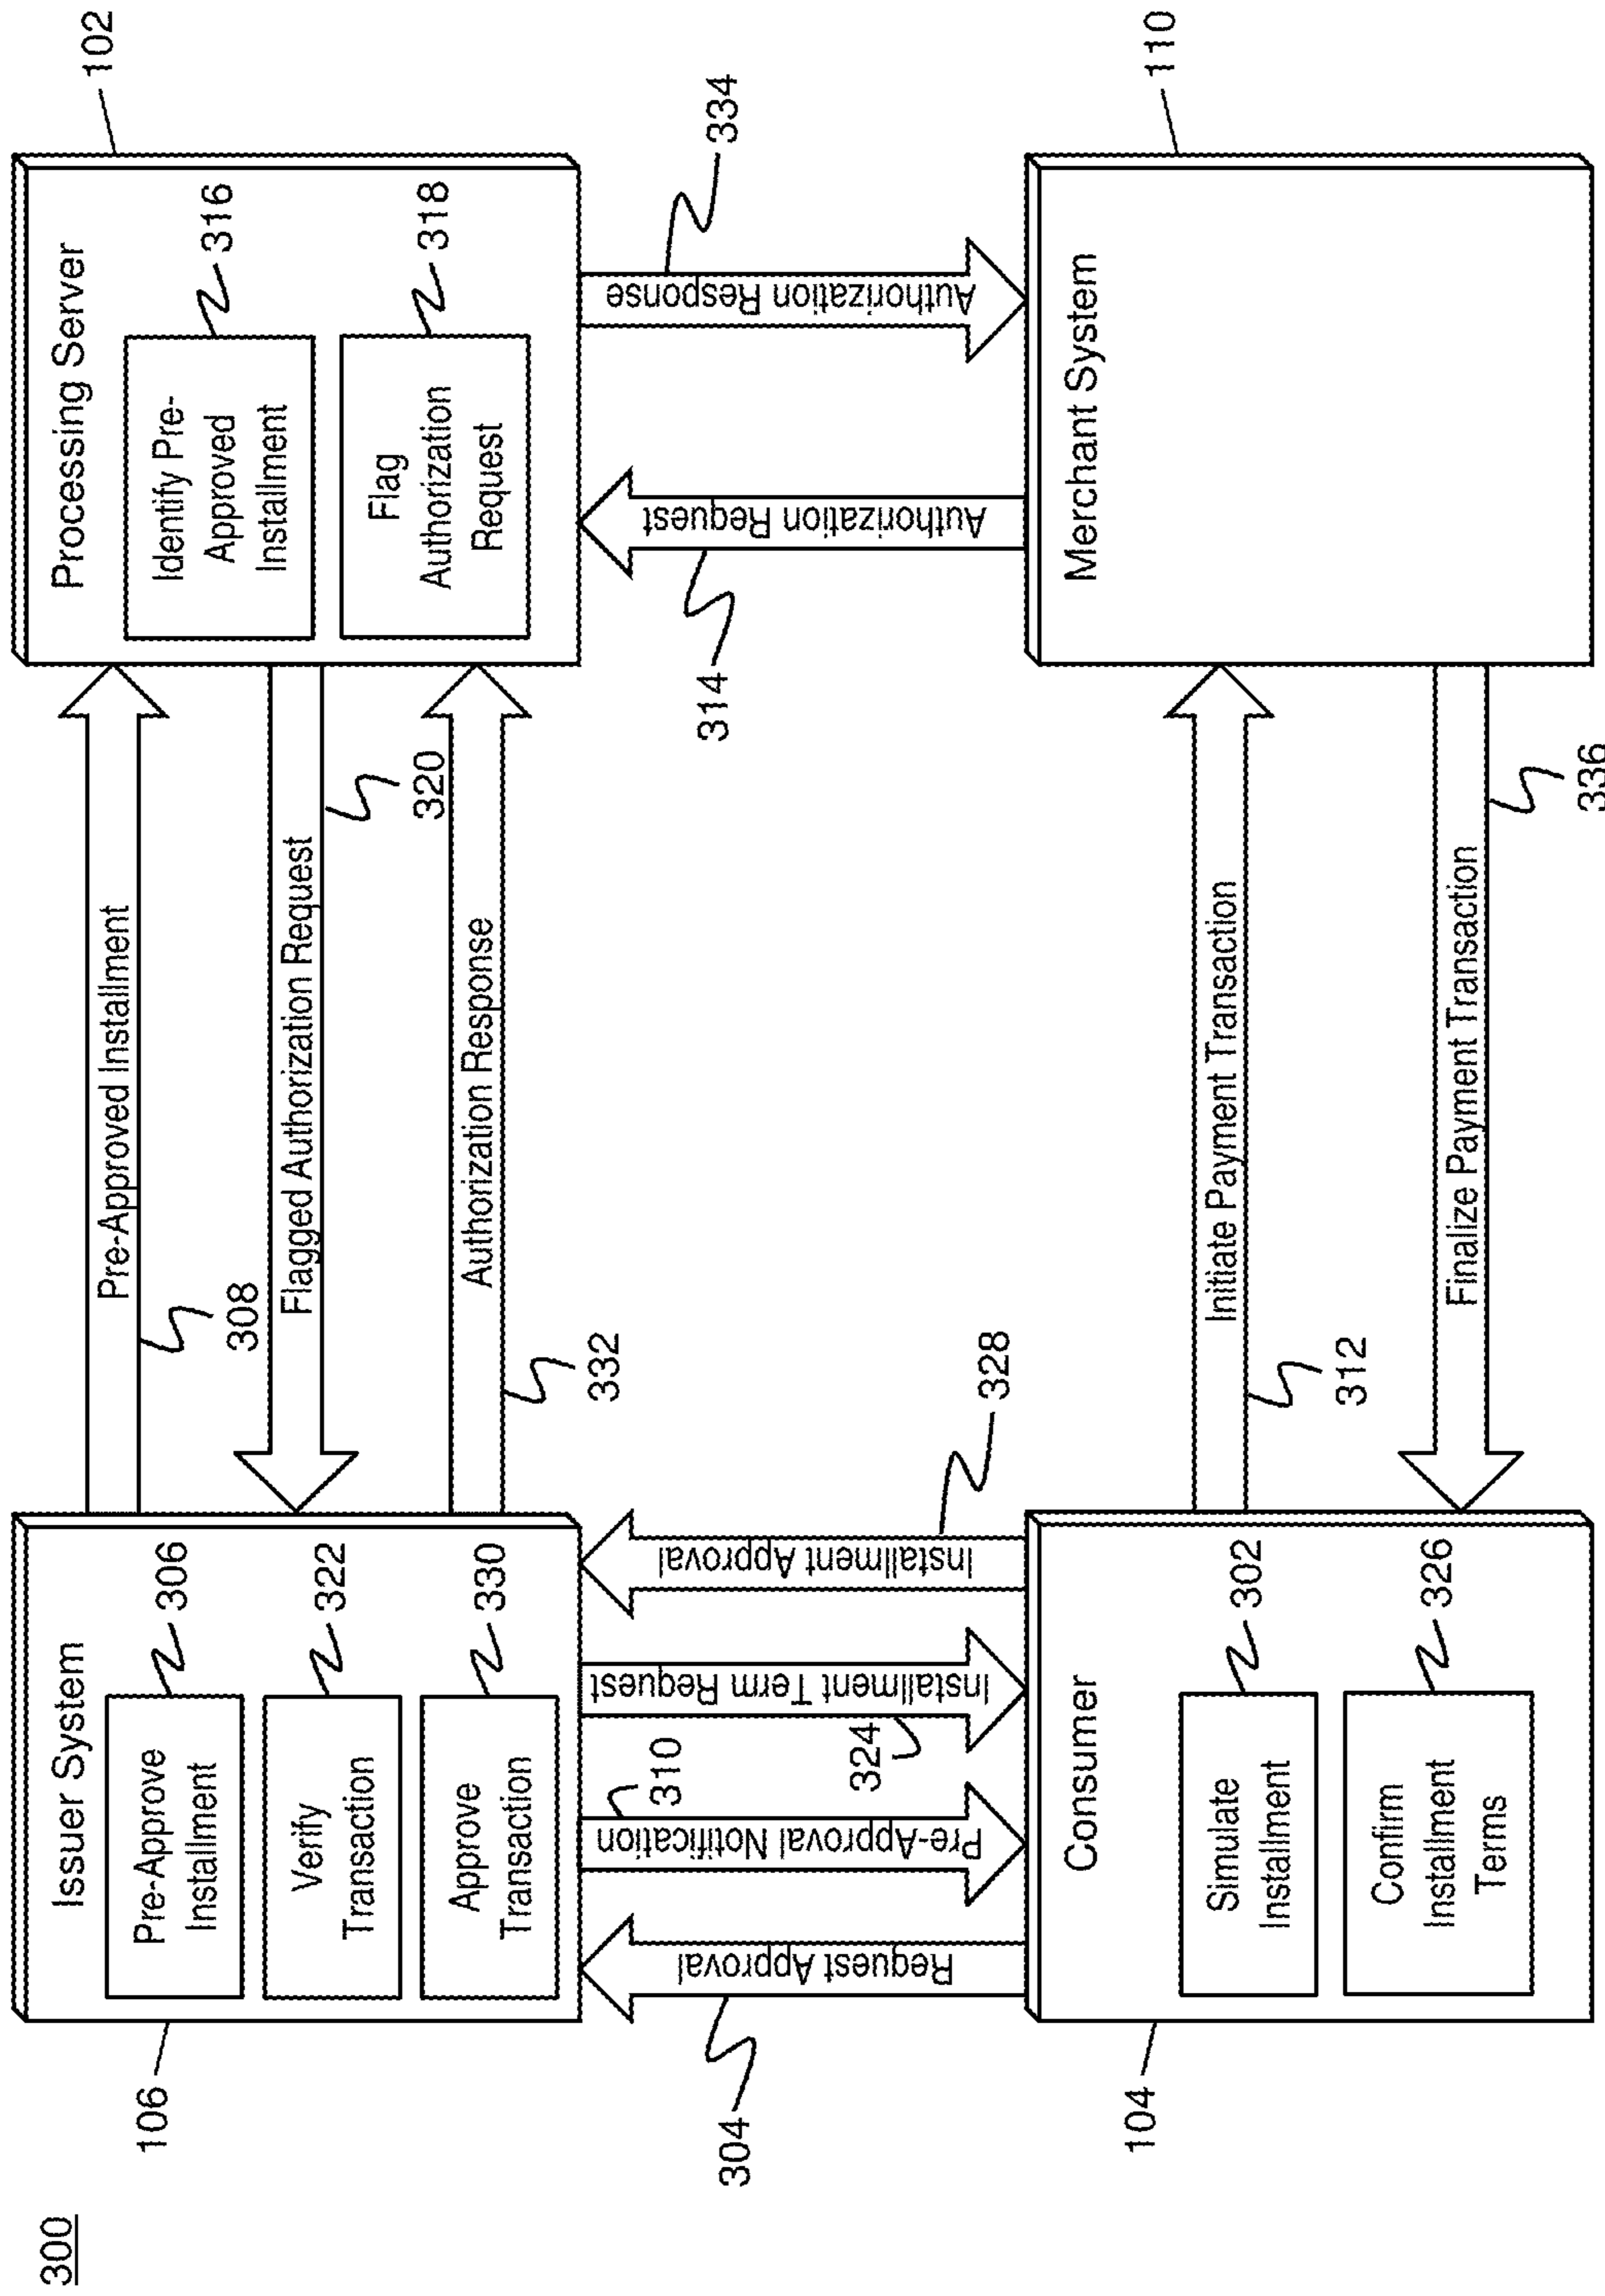 300
106
Issuer System
Pre-Approve
Installment
306
Verify
Transaction
322
Approve
Transaction
330
Pre-Approved Installment
308
Flagged Authorization Request
320
Authorization Response
332
102
Processing Server
Identify Pre-
Approved
Installment
316
Flag
Authorization
Request
318
304
Request Approval
Pre-Approval Notification
310
Installment Term Request
324
Installment Approval
328
314
Authorization Request
Authorization Response
334
104
Consumer
Simulate
Installment
302
Confirm
Installment
Terms
326
Initiate Payment Transaction
312
Finalize Payment Transaction
336
110
Merchant System